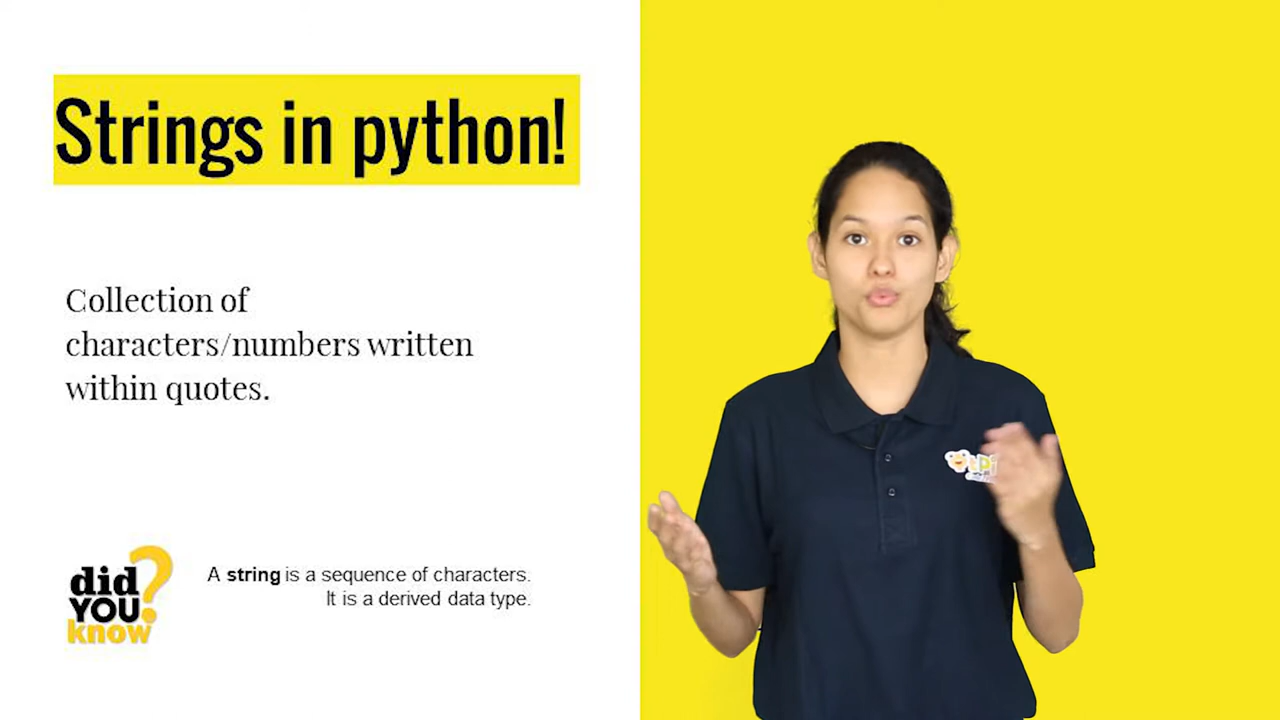 Strings in python!
Collection of
characters/numbers written
within quotes.
did
YOU?
know
A string is a sequence of characters.
It is a derived data type.